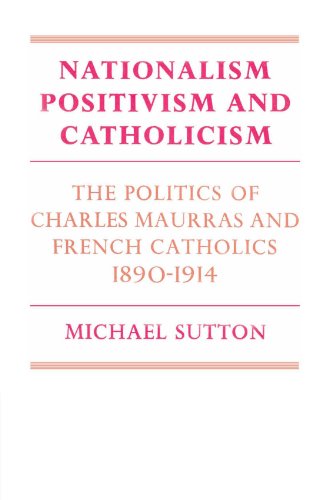 NATIONALISM
POSITIVISM AND
CATHOLICISM
THE POLITICS OF
CHARLES MAURRAS AND
FRENCH CATHOLICS
1890-1914
MICHAEL SUTTON